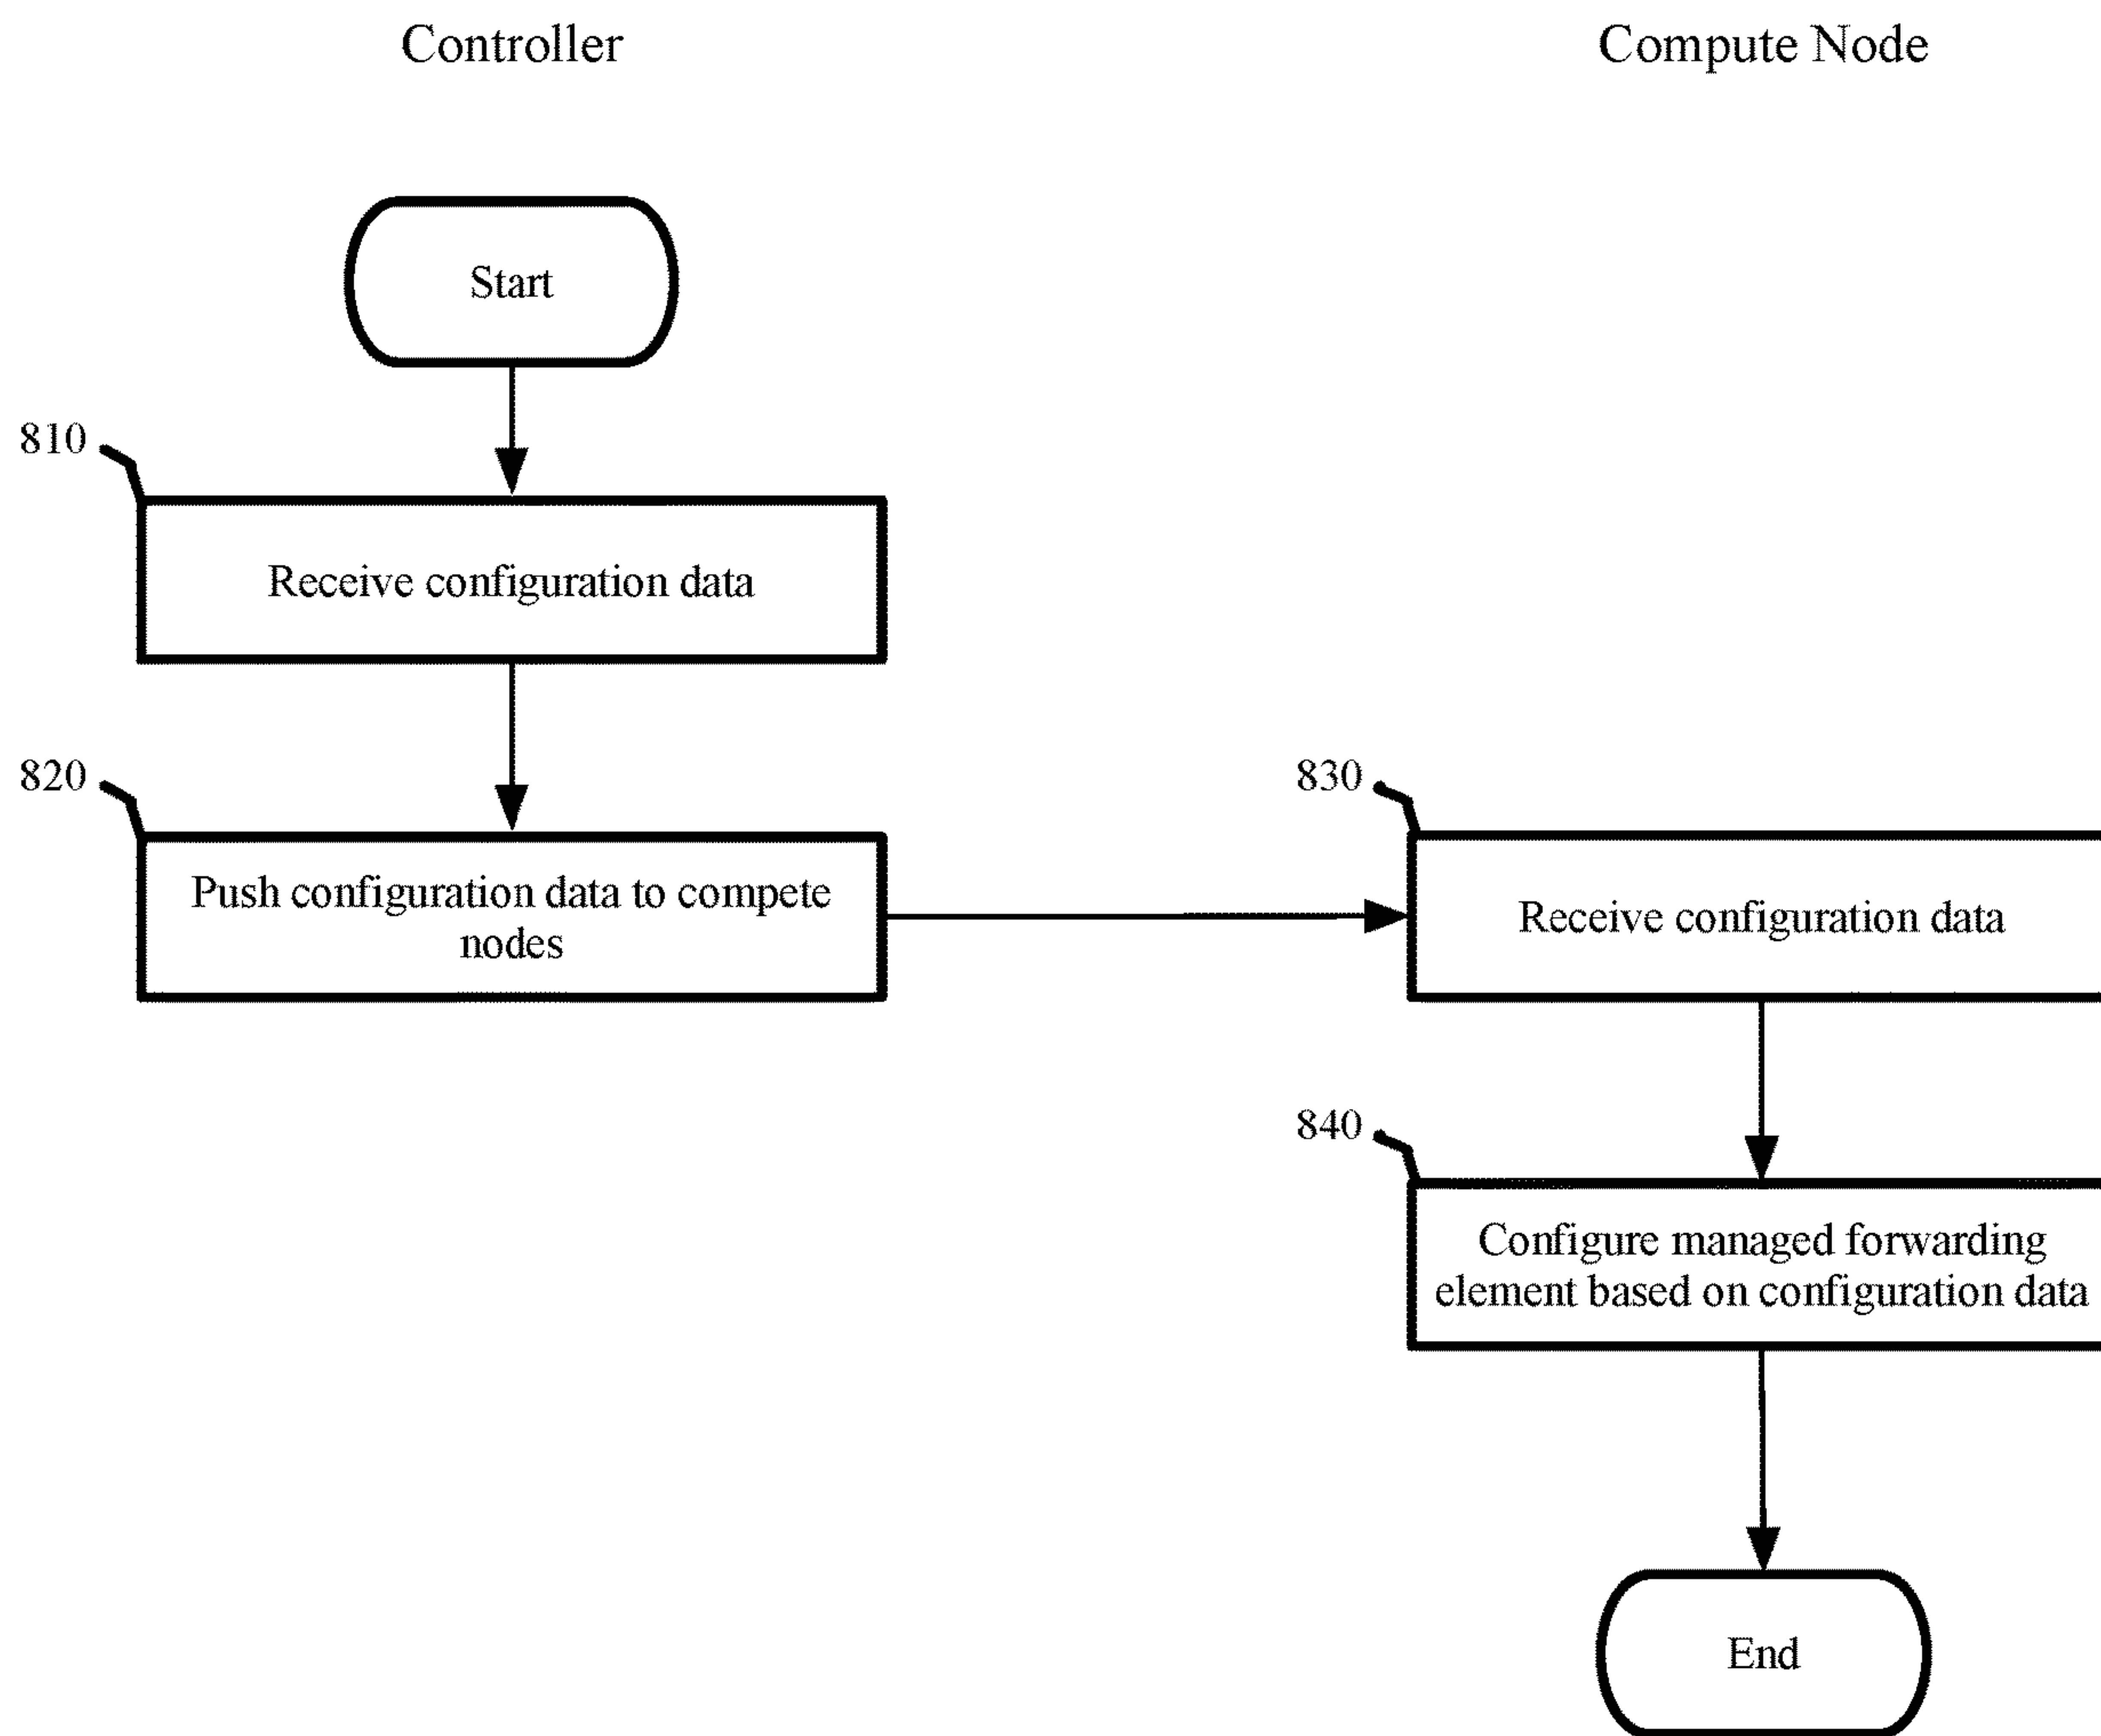 Controller
Compute Node
Start
810
Receive configuration data
820
Push configuration data to compete
nodes
830
Receive configuration data
840
Configure managed forwarding
element based on configuration data
End